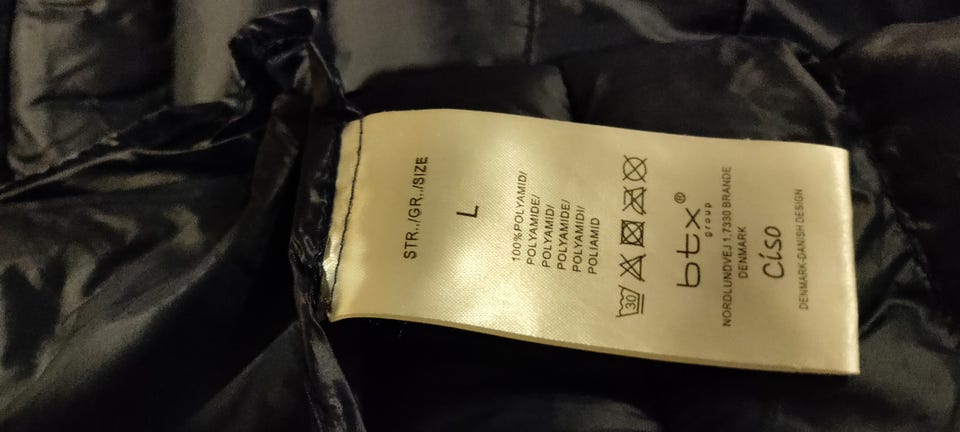 STR../GR../SIZE
L
100%POLYAMID/
POLYAMIDE/
POLYAMID/
POLYAMIDE/
POLYAMIDI/
POLIAMID
30
btx®
group
NORDLUNDVEJ 1,7330 BRANDE
DENMARK
ciso
DENMARK-DANISH DESIGN